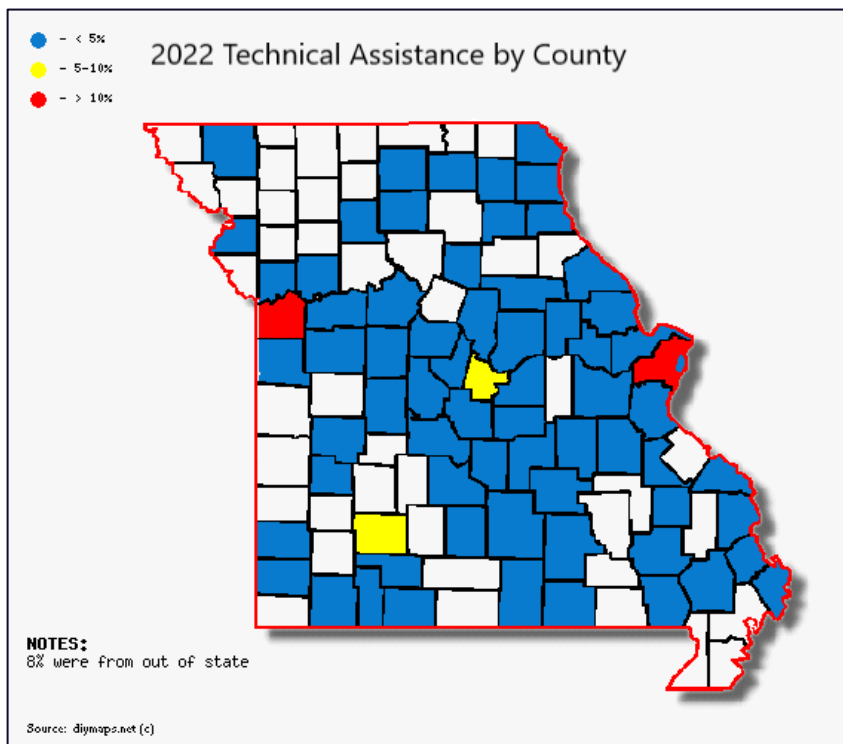 - < 5%
- 5-10%
- > 10%
2022 Technical Assistance by County
NOTES:
8% were from out of state
Source: diymaps.net (c)